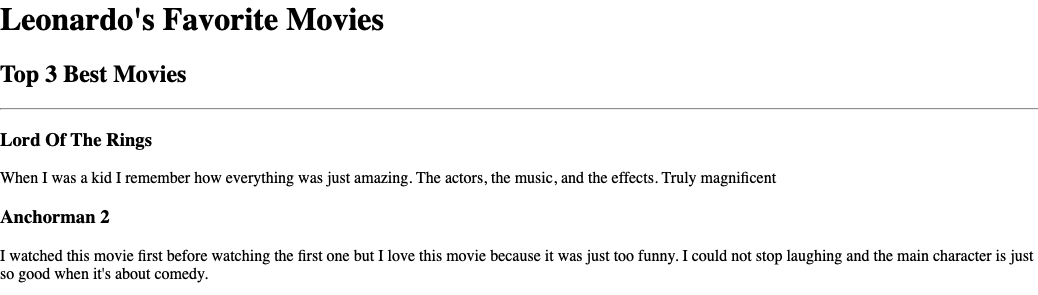 Leonardo's Favorite Movies
Top 3 Best Movies
Lord Of The Rings
When I was a kid I remember how everything was just amazing. The actors, the music, and the effects. Truly magnificent
Anchorman 2
I watched this movie first before watching the first one but I love this movie because it was just too funny. I could not stop laughing and the main character is just
so good when it's about comedy.